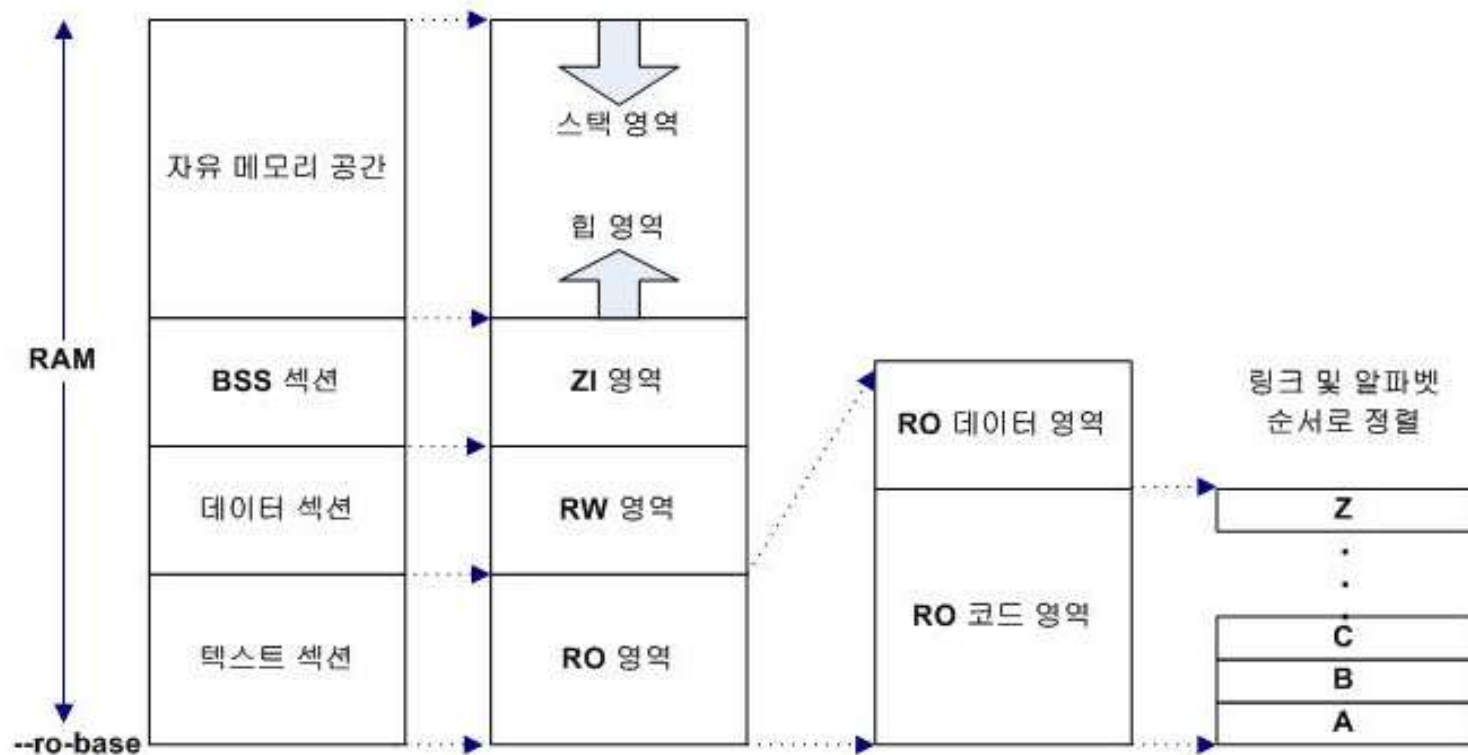 RAM
--ro-base
자유 메모리 공간
BSS 섹션
데이터 섹션
텍스트 섹션
스택 영역
힙 영역
ZI 영역
RW 영역
RO 영역
RO 데이터 영역
RO 코드 영역
링크 및 알파벳
순서로 정렬
Z
C
B
A